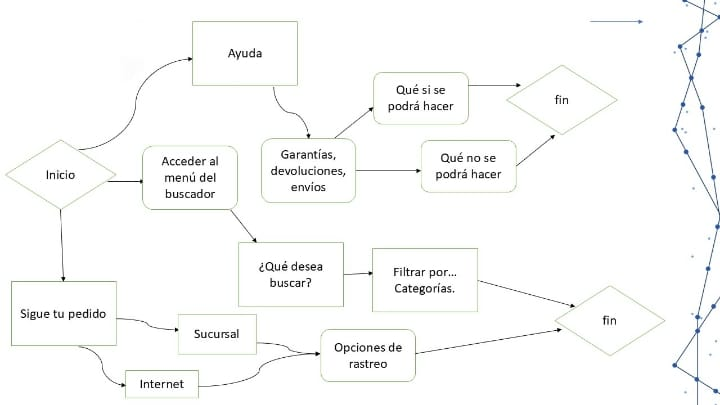 Ayuda
Qué si se
podrá hacer
fin
Inicio
Acceder al
menú del
buscador
Garantías,
devoluciones,
envíos
Qué no se
podrá hacer
¿Qué desea
buscar?
Filtrar por...
Categorías.
Sigue tu pedido
Sucursal
Opciones de
rastreo
fin
Internet